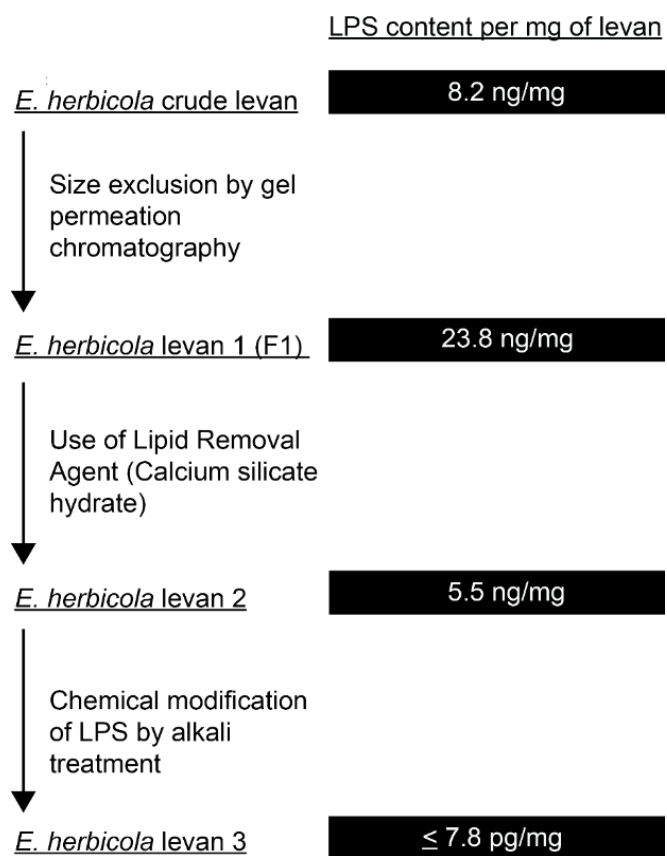 LPS content per mg of levan
E. herbicola crude levan
8.2 ng/mg
Size exclusion by gel
permeation
chromatography
E. herbicola levan 1 (F1)
23.8 ng/mg
Use of Lipid Removal
Agent (Calcium silicate
hydrate)
E. herbicola levan 2
5.5 ng/mg
Chemical modification
of LPS by alkali
treatment
E. herbicola levan 3
≤ 7.8 pg/mg